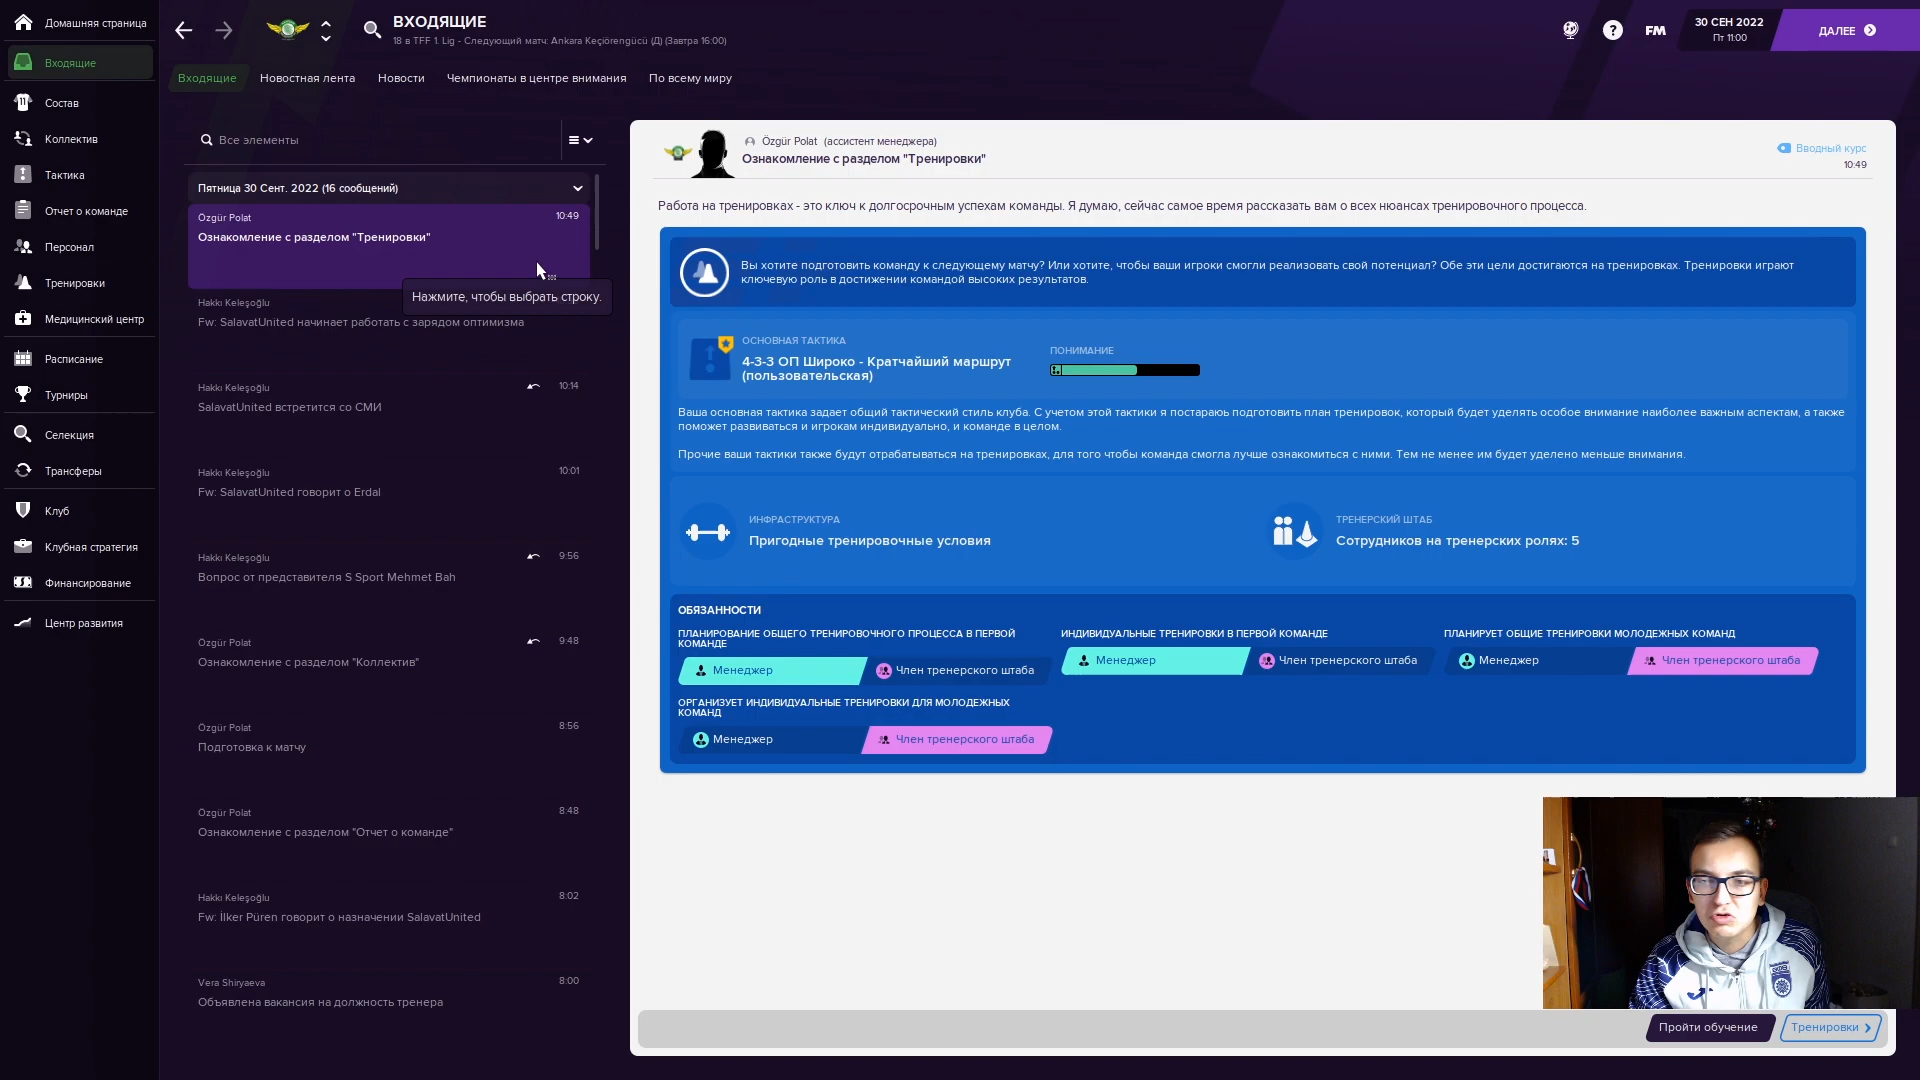 Домашняя страница
Входящие
Состав
Коллектив
Тактика
Отчет о команде
Персонал
Тренировки
Медицинский центр
Расписание
Турниры
Селекция
Трансферы
Клуб
Клубная стратегия
Финансирование
Центр развития
ВХОДЯЩИЕ
18 в TFF 1. Lig - Следующий матч: Ankara Keçiörengücü (Д) (Завтра 16:00)
FM
30 СЕН 2022
Пт 11:00
ДАЛЕЕ
Входящие Новостная лента Новости Чемпионаты в центре внимания По всему миру
Все элементы
Пятница 30 Сент. 2022 (16 сообщений)
Özgür Polat 10:49
Ознакомление с разделом "Тренировки"
Нажмите, чтобы выбрать строку.
Hakkı Keleşoğlu
Fw: SalavatUnited начинает работать с зарядом оптимизма
Hakkı Keleşoğlu 10:14
SalavatUnited встретится со СМИ
Hakkı Keleşoğlu 10:01
Fw: SalavatUnited говорит о Erdal
Hakkı Keleşoğlu 9:56
Вопрос от представителя S Sport Mehmet Bah
Özgür Polat 9:48
Ознакомление с разделом "Коллектив"
Özgür Polat 8:56
Подготовка к матчу
Özgür Polat 8:48
Ознакомление с разделом "Отчет о команде"
Hakkı Keleşoğlu 8:02
Fw: İlker Püren говорит о назначении SalavatUnited
Vera Shiryaeva 8:00
Объявлена вакансия на должность тренера
Özgür Polat (ассистент менеджера)
Ознакомление с разделом "Тренировки"
Вводный курс
10:49
Работа на тренировках - это ключ к долгосрочным успехам команды. Я думаю, сейчас самое время рассказать вам о всех нюансах тренировочного процесса.
Вы хотите подготовить команду к следующему матчу? Или хотите, чтобы ваши игроки смогли реализовать свой потенциал? Обе эти цели достигаются на тренировках. Тренировки играют
ключевую роль в достижении командой высоких результатов.
ОСНОВНАЯ ТАКТИКА
4-3-3 ОП Широко - Кратчайший маршрут
(пользовательская)
ПОНИМАНИЕ
Ваша основная тактика задает общий тактический стиль клуба. С учетом этой тактики я постараюсь подготовить план тренировок, который будет уделять особое внимание наиболее важным аспектам, а также
поможет развиваться и игрокам индивидуально, и команде в целом.
Прочие ваши тактики также будут отрабатываться на тренировках, для того чтобы команда смогла лучше ознакомиться с ними. Тем не менее им будет уделено меньше внимания.
ИНФРАСТРУКТУРА
Пригодные тренировочные условия
ТРЕНЕРСКИЙ ШТАБ
Сотрудников на тренерских ролях: 5
ОБЯЗАННОСТИ
ПЛАНИРОВАНИЕ ОБЩЕГО ТРЕНИРОВОЧНОГО ПРОЦЕССА В ПЕРВОЙ
КОМАНДЕ
Менеджер Член тренерского штаба
ИНДИВИДУАЛЬНЫЕ ТРЕНИРОВКИ В ПЕРВОЙ КОМАНДЕ
Менеджер Член тренерского штаба
ПЛАНИРУЕТ ОБЩИЕ ТРЕНИРОВКИ МОЛОДЕЖНЫХ КОМАНД
Менеджер Член тренерского штаба
ОРГАНИЗУЕТ ИНДИВИДУАЛЬНЫЕ ТРЕНИРОВКИ ДЛЯ МОЛОДЕЖНЫХ
КОМАНД
Менеджер Член тренерского штаба
Пройти обучение
Тренировки